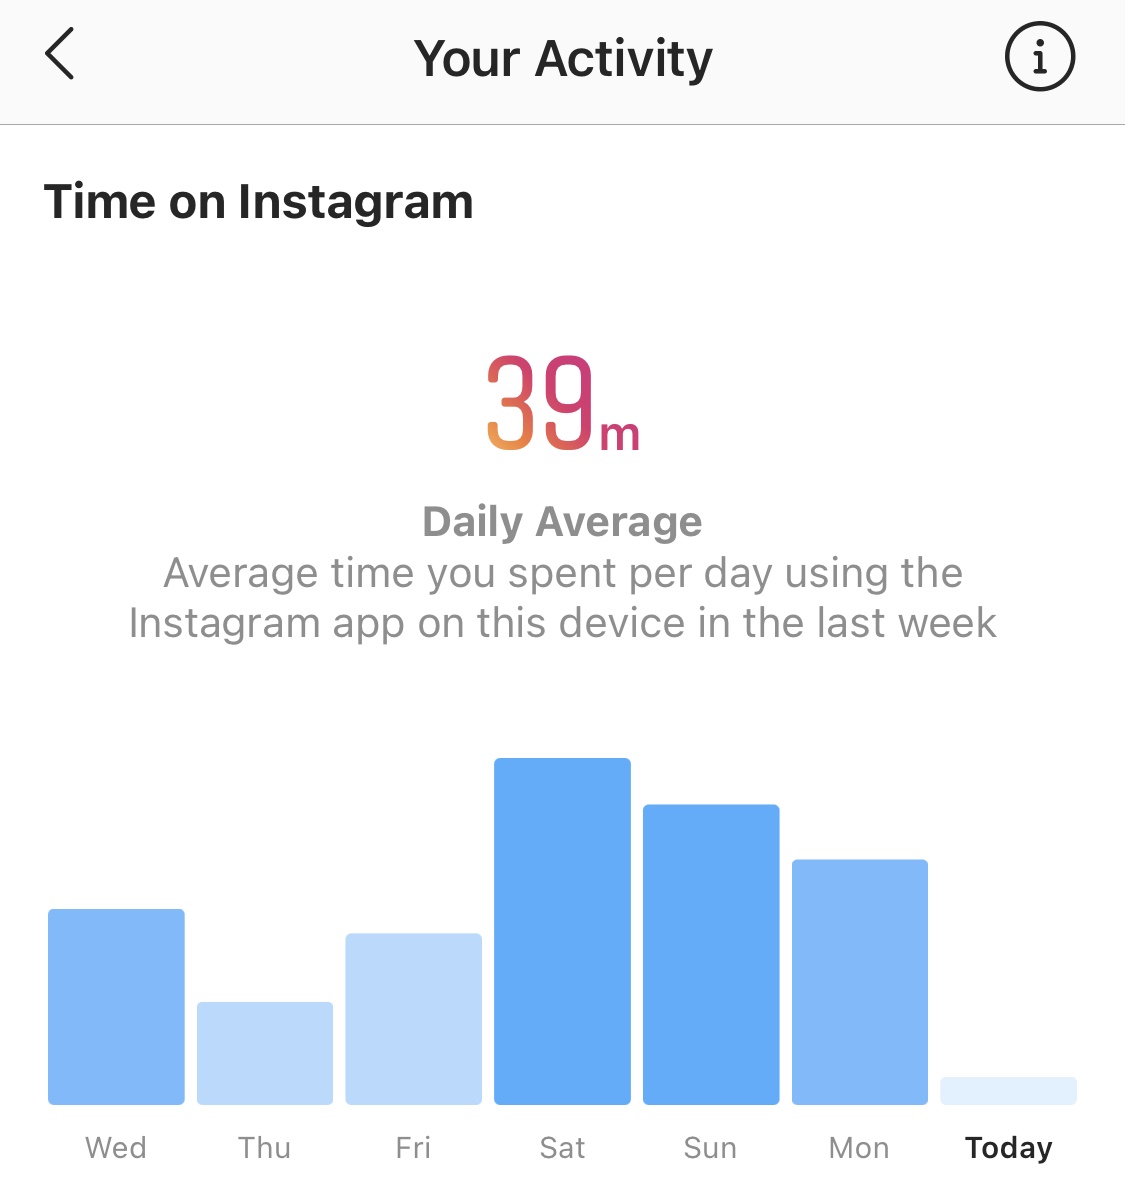 Your Activity
i
Time on Instagram
39m
Daily Average
Average time you spent per day using the
Instagram app on this device in the last week
Wed Thu Fri Sat Sun Mon Today